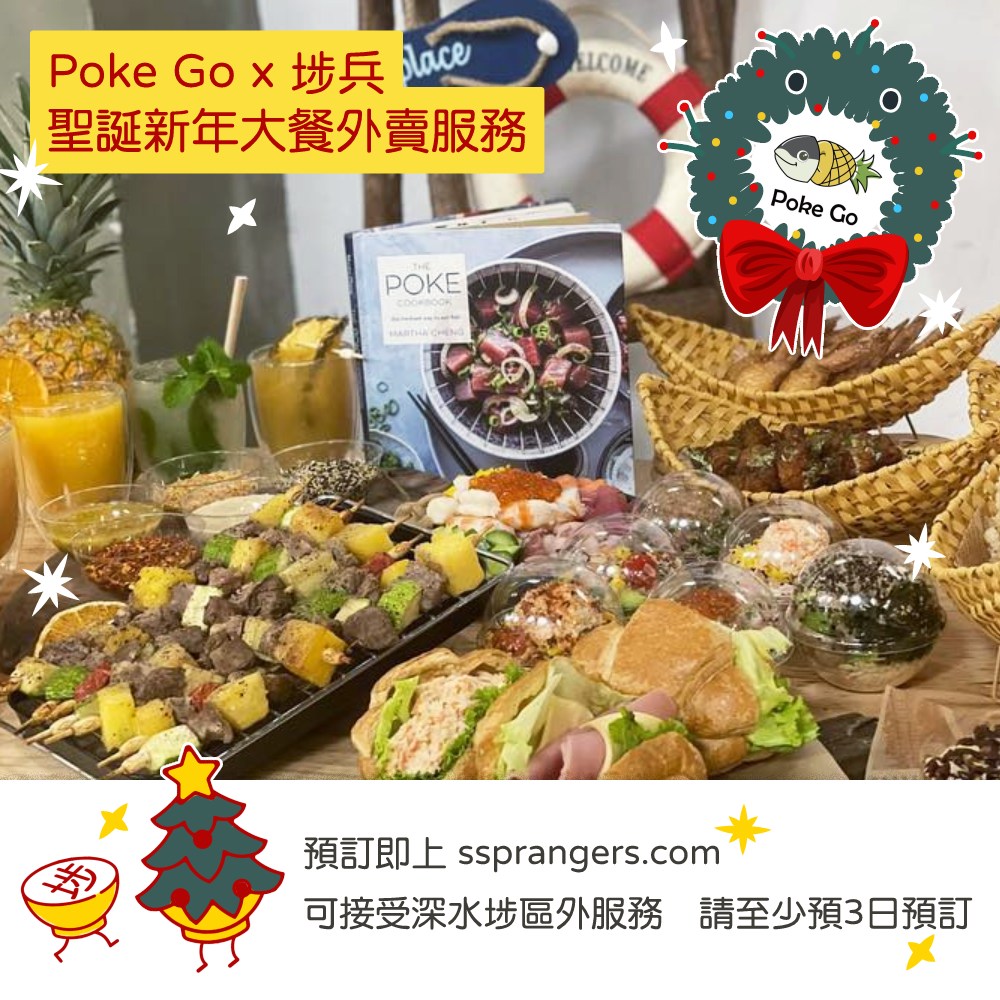 Poke Go x 埗兵
聖誕新年大餐外賣服務
place
WELCOME
Poke Go
THE
POKE
COOKBOOK
MARTHA CHENG
埗
預訂即上 ssprangers.com
可接受深水埗區外服務 請至少預3日預訂